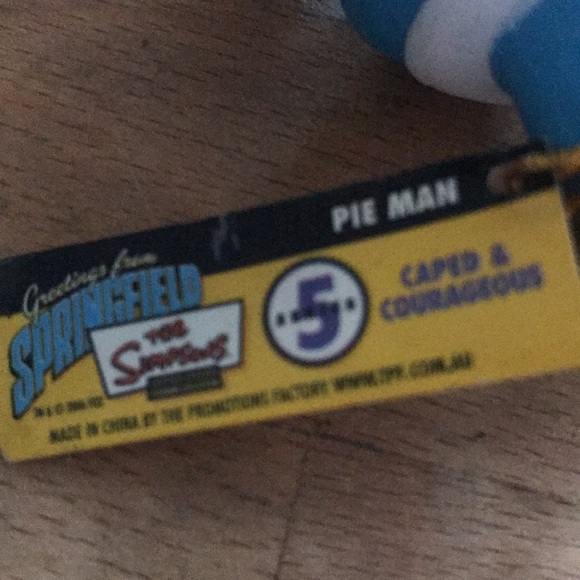 PIE MAN
Greetings from
SPRINGFIELD
THE
SIMPSONS
5
CAPED &
COURAGEOUS
MADE IN CHINA BY THE PROMOTIONS FACTORY WWW.TPF.COM.AU